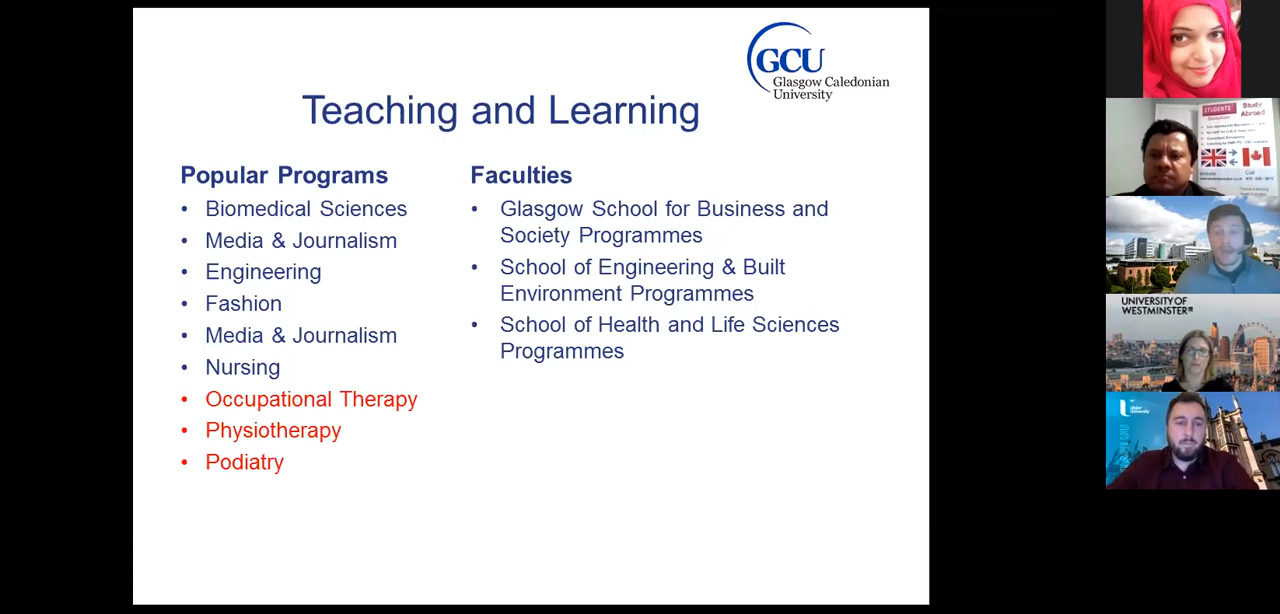 GCU
Glasgow Caledonian
University
Teaching and Learning
Popular Programs
• Biomedical Sciences
• Media & Journalism
• Engineering
• Fashion
• Media & Journalism
• Nursing
• Occupational Therapy
• Physiotherapy
• Podiatry
Faculties
• Glasgow School for Business and
Society Programmes
• School of Engineering & Built
Environment Programmes
• School of Health and Life Sciences
Programmes
STUDENTS
Study
Abroad
UNIVERSITY OF
WESTMINSTER
Ulster
University